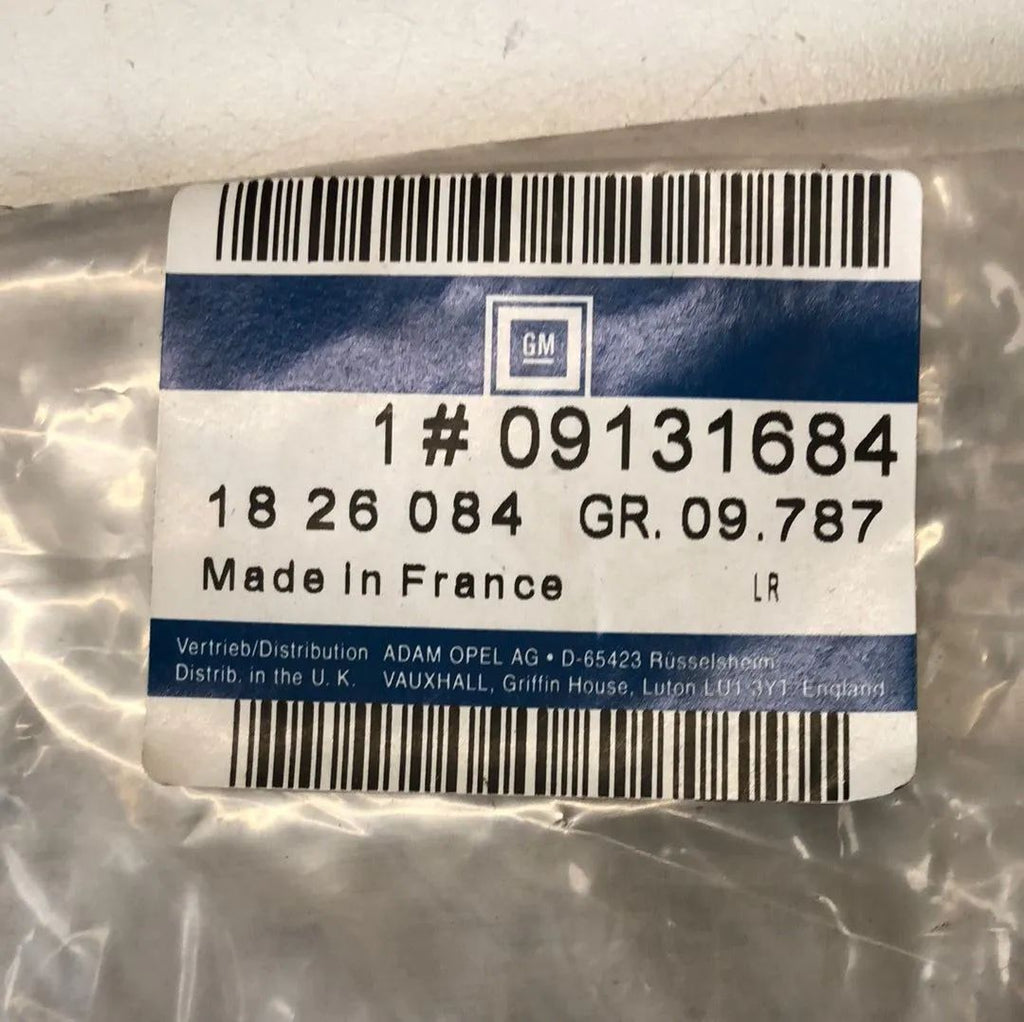 GM
1 # 09131684
18 26 084 GR. 09.787
Made in France LR
Vertrieb/Distribution ADAM OPEL AG • D-65423 Rüsselsheim
Distrib. in the U. K. VAUXHALL, Griffin House, Luton LU1 3YT England